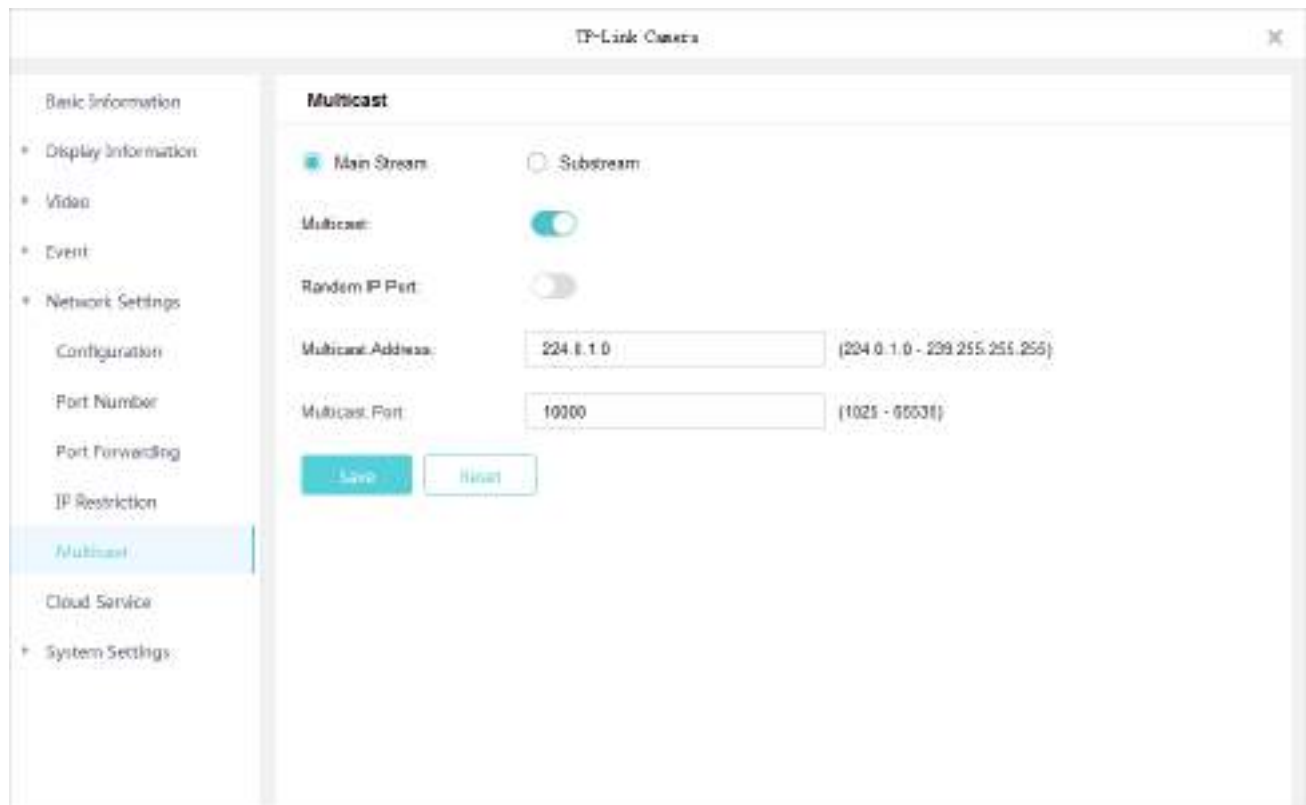 TP-Link Camera
Basic Information
Display Information
Video
Event
Network Settings
Configuration
Port Number
Port Forwarding
IP Restriction
Multicast
Cloud Service
System Settings
Multicast
Main Stream Substream
Multicast:
Random IP Port:
Multicast Address: 224.0.1.0 (224.0.1.0 - 239.255.255.255)
Multicast Port: 10000
Save Reset